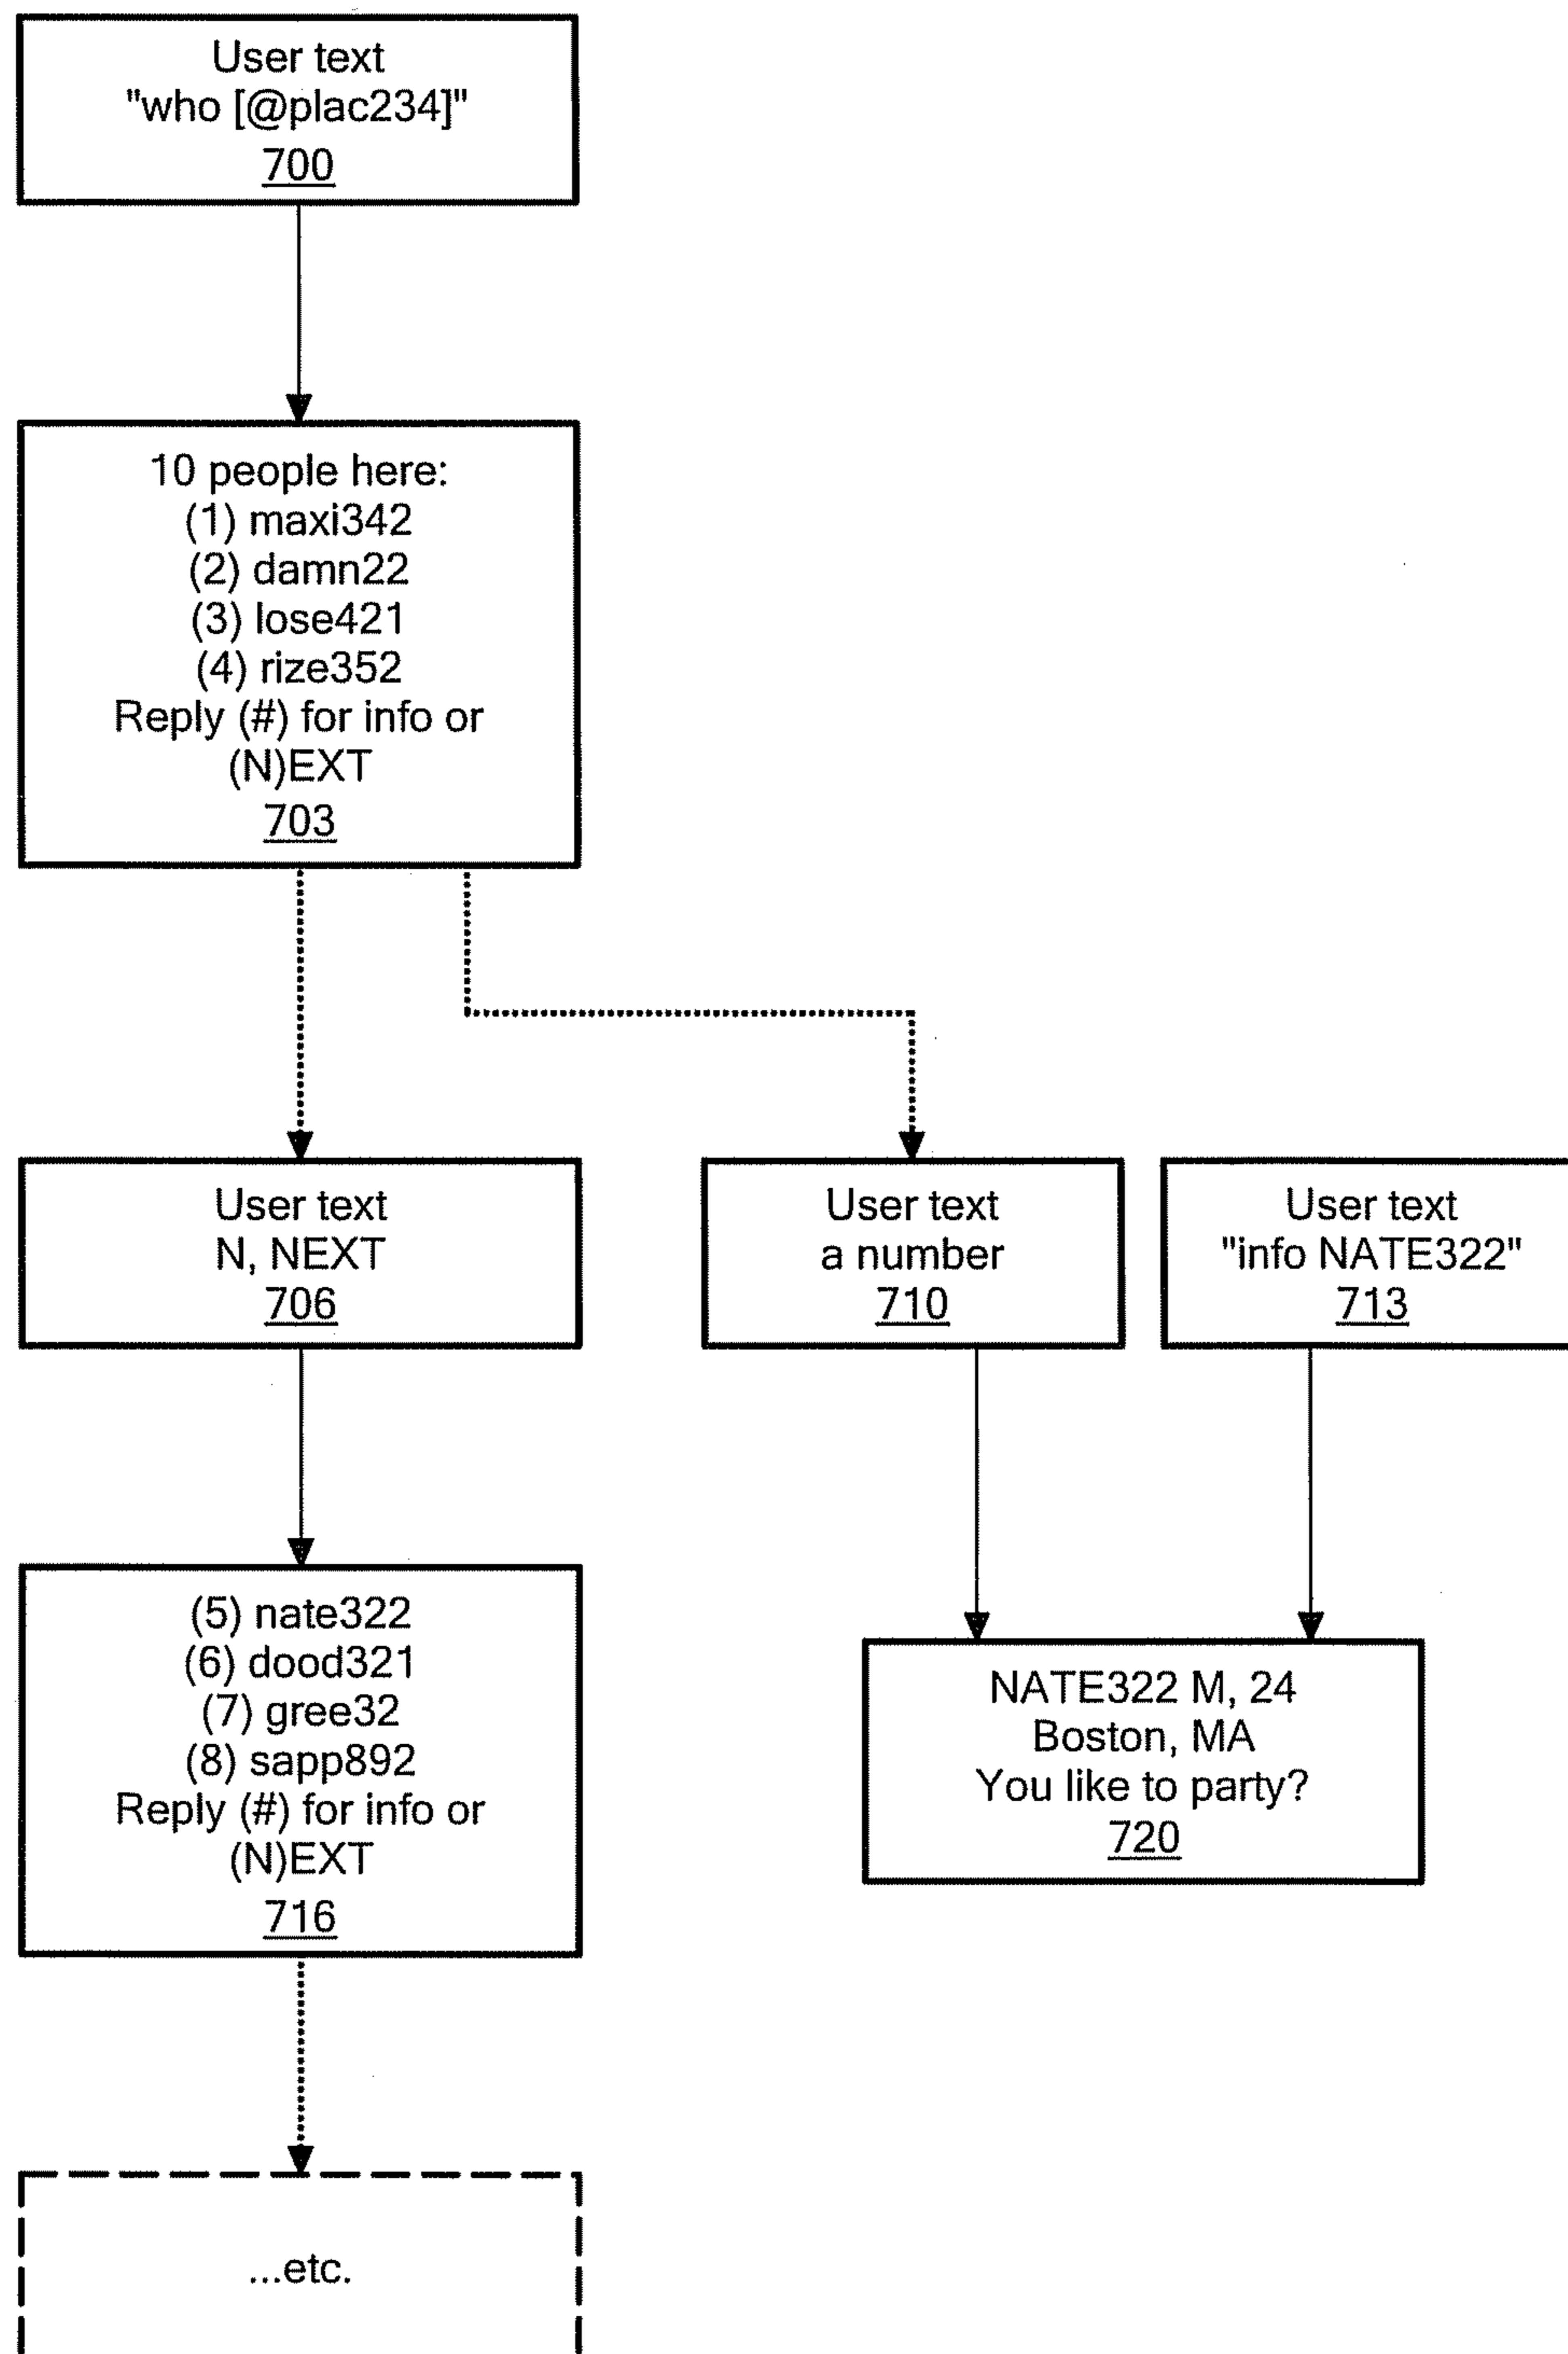 User text
"who [@plac234]"
700
10 people here:
(1) maxi342
(2) damn22
(3) lose421
(4) rize352
Reply (#) for info or
(N)EXT
703
User text
N, NEXT
706
User text
a number
710
User text
"info NATE322"
713
(5) nate322
(6) dood321
(7) gree32
(8) sapp892
Reply (#) for info or
(N)EXT
716
NATE322 M, 24
Boston, MA
You like to party?
720
...etc.